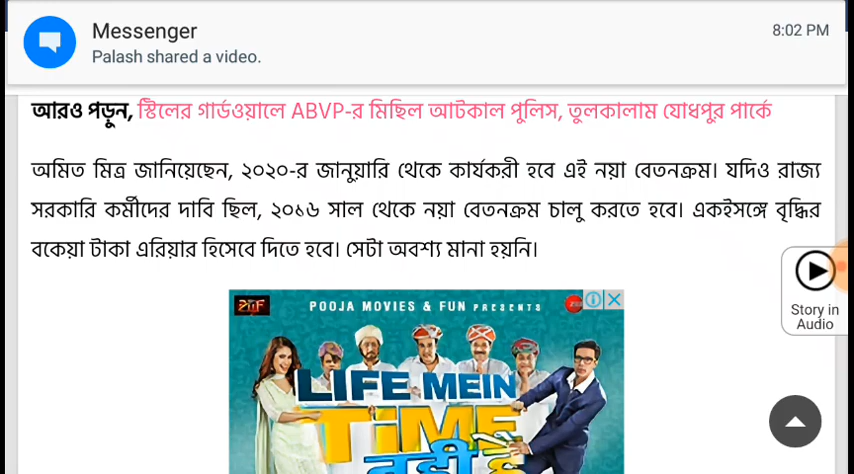 Messenger
8:02 PM
Palash shared a video.
আরও পড়ুন, স্টিলের গার্ডওয়ালে ABVP-র মিছিল আটকাল পুলিস, তুলকালাম যোধপুর পার্কে
অমিত মিত্র জানিয়েছেন, ২০২০-র জানুয়ারি থেকে কার্যকরী হবে এই নয়া বেতনক্রম। যদিও রাজ্য
সরকারি কর্মীদের দাবি ছিল, ২০১৬ সাল থেকে নয়া বেতনক্রম চালু করতে হবে। একইসঙ্গে বৃদ্ধির
বকেয়া টাকা এরিয়ার হিসেবে দিতে হবে। সেটা অবশ্য মানা হয়নি।
Story in
Audio
POOJA MOVIES & FUN PRESENTS
LIFE MEIN
TIME
नहीं है